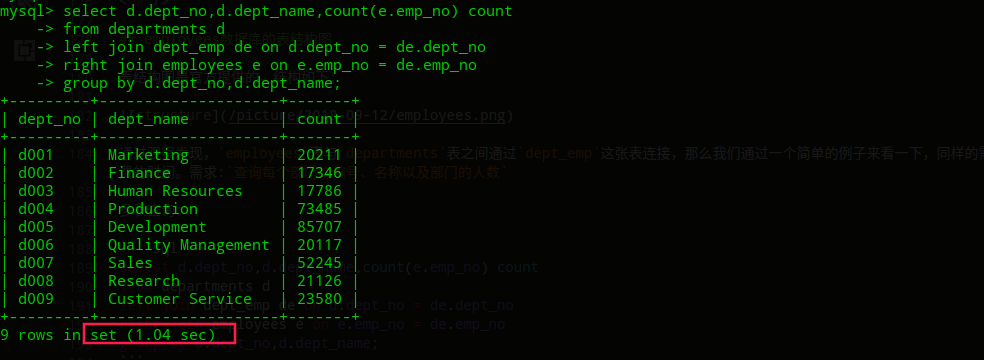 mysql> select d.dept_no,d.dept_name,count(e.emp_no) count
    -> from departments d
    -> left join dept_emp de on d.dept_no = de.dept_no
    -> right join employees e on e.emp_no = de.emp_no
    -> group by d.dept_no,d.dept_name;
+---------+--------------------+-------+
| dept_no | dept_name          | count |
+---------+--------------------+-------+
| d001    | Marketing          | 20211 |
| d002    | Finance            | 17346 |
| d003    | Human Resources    | 17786 |
| d004    | Production         | 73485 |
| d005    | Development        | 85707 |
| d006    | Quality Management | 20117 |
| d007    | Sales              | 52245 |
| d008    | Research           | 21126 |
| d009    | Customer Service   | 23580 |
+---------+--------------------+-------+
9 rows in set (1.04 sec)